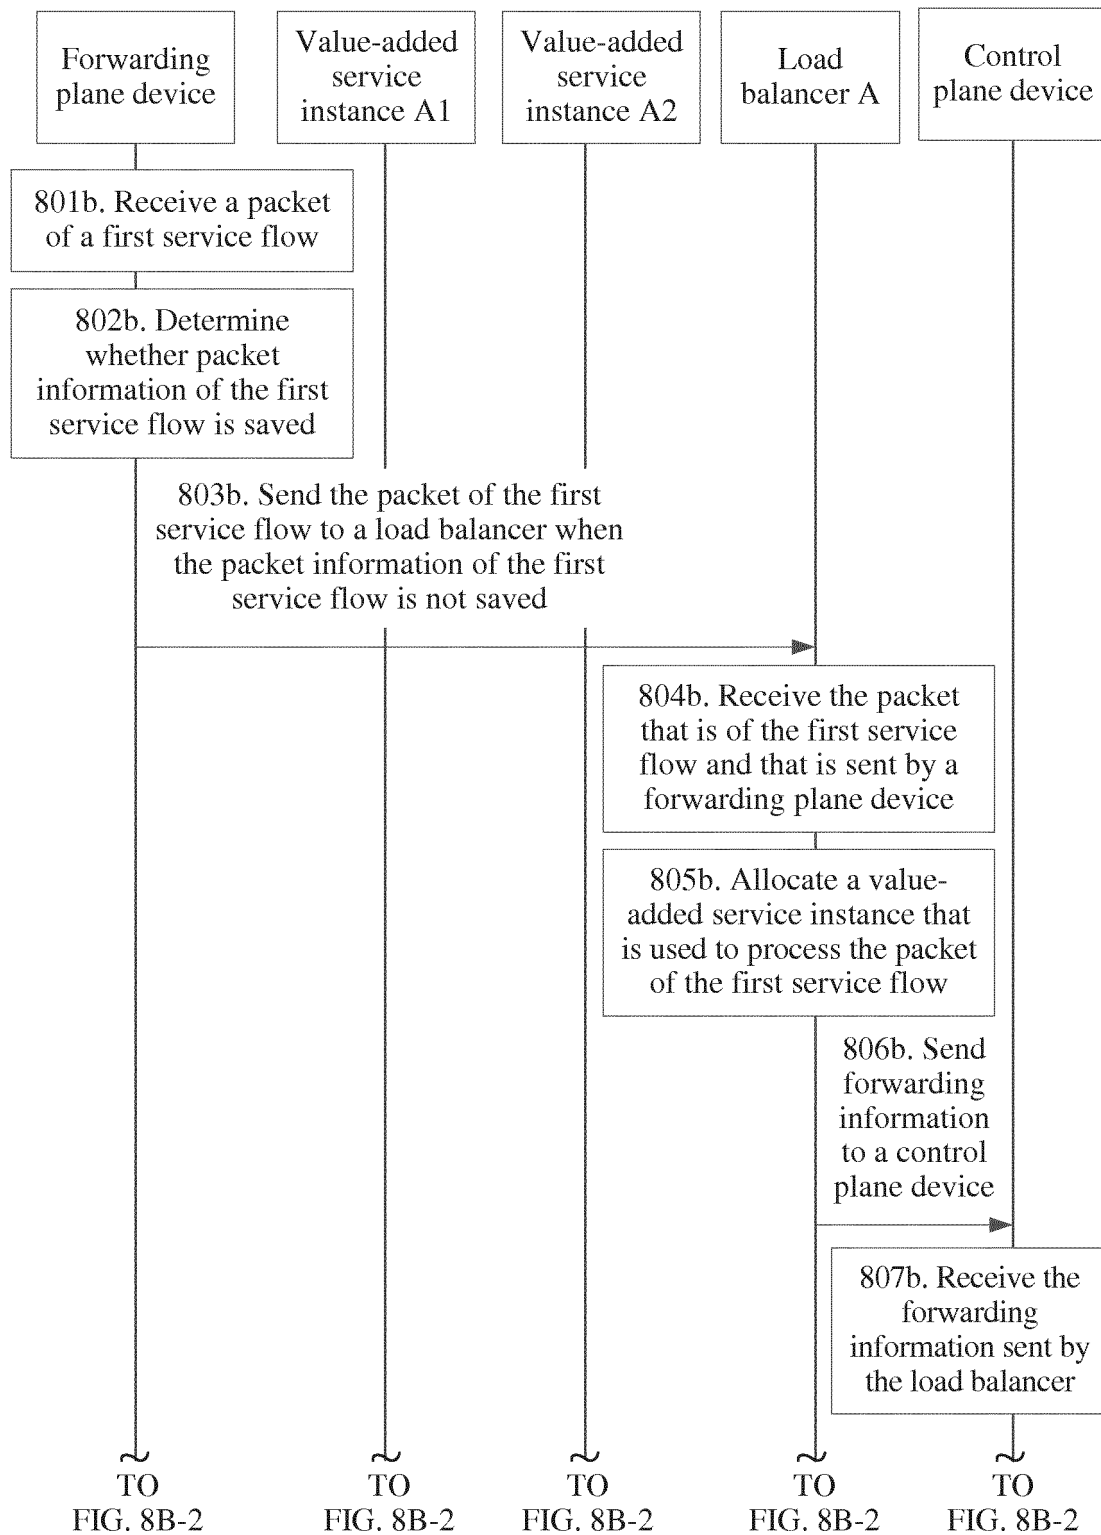 Forwarding
plane device
Value-added
service
instance A1
Value-added
service
instance A2
Load
balancer A
Control
plane device
801b. Receive a packet
of a first service flow
802b. Determine
whether packet
information of the first
service flow is saved
803b. Send the packet of the first
service flow to a load balancer when
the packet information of the first
service flow is not saved
804b. Receive the packet
that is of the first service
flow and that is sent by a
forwarding plane device
805b. Allocate a value-
added service instance that
is used to process the packet
of the first service flow
806b. Send
forwarding
information
to a control
plane device
807b. Receive the
forwarding
information sent by
the load balancer
TO
FIG. 8B-2
TO
FIG. 8B-2
TO
FIG. 8B-2
TO
FIG. 8B-2
TO
FIG. 8B-2